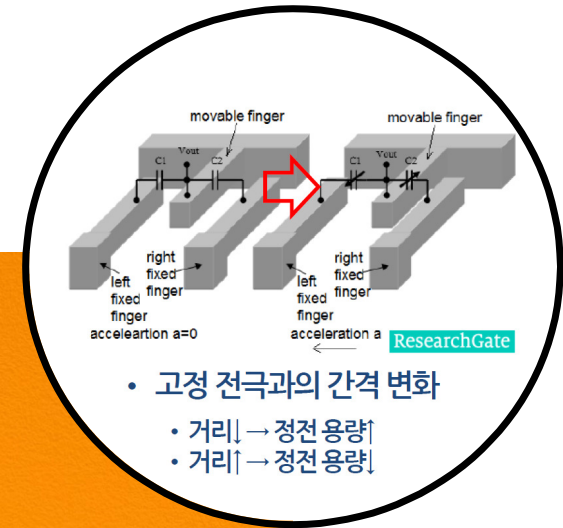 movable finger
movable finger
C1
Vout
C2
C1
Vout
C2
left
fixed
finger
right
fixed
finger
left
fixed
finger
right
fixed
finger
acceleartion a=0
acceleration a
ResearchGate
• 고정 전극과의 간격 변화
• 거리↓ → 정전 용량↑
• 거리↑ → 정전 용량↓